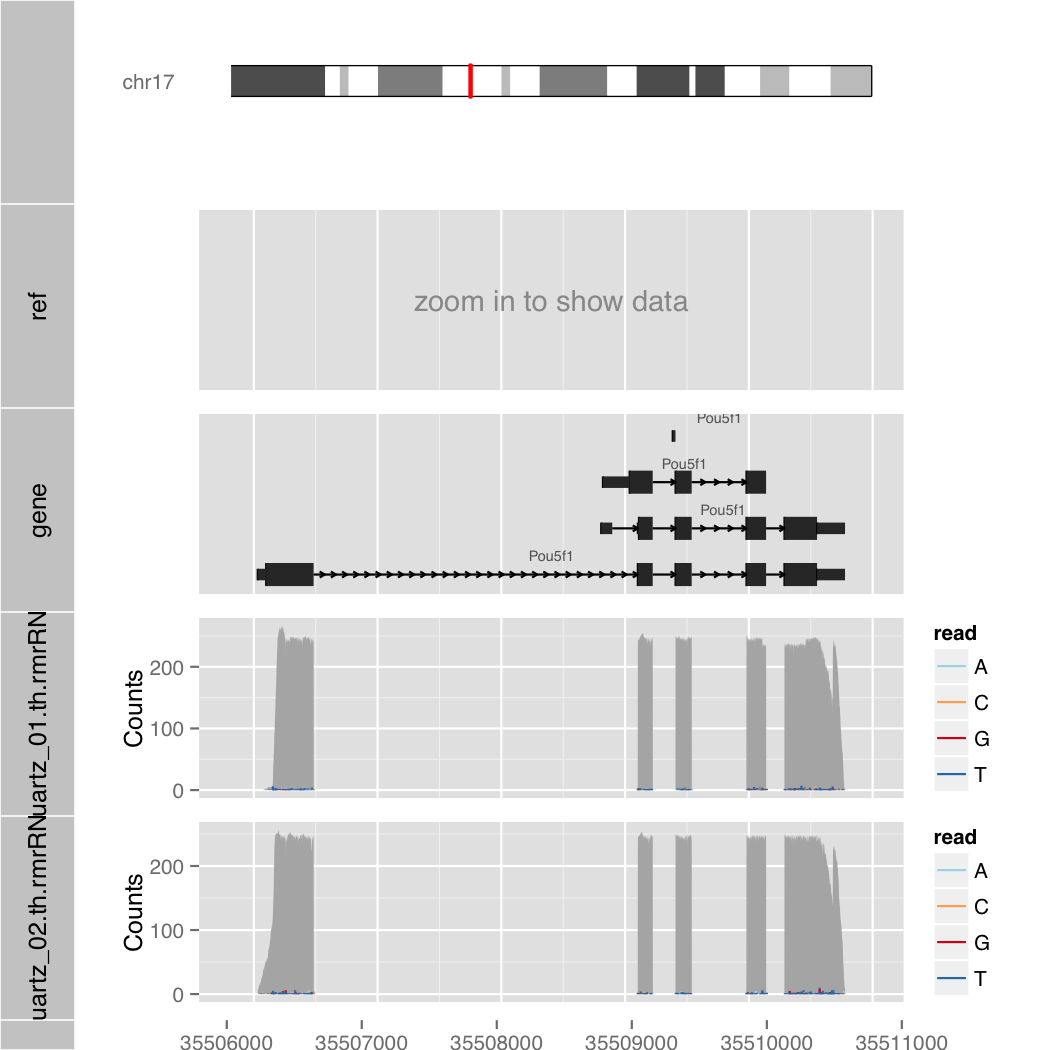 chr17
ref
zoom in to show data
gene
Pou5f1
Pou5f1
Pou5f1
Pou5f1
uartz_01.th.rmrRN
Counts
200
100
0
read
A
C
G
T
uartz_02.th.rmrRN
Counts
200
100
0
read
A
C
G
T
35506000 35507000 35508000 35509000 35510000 35511000